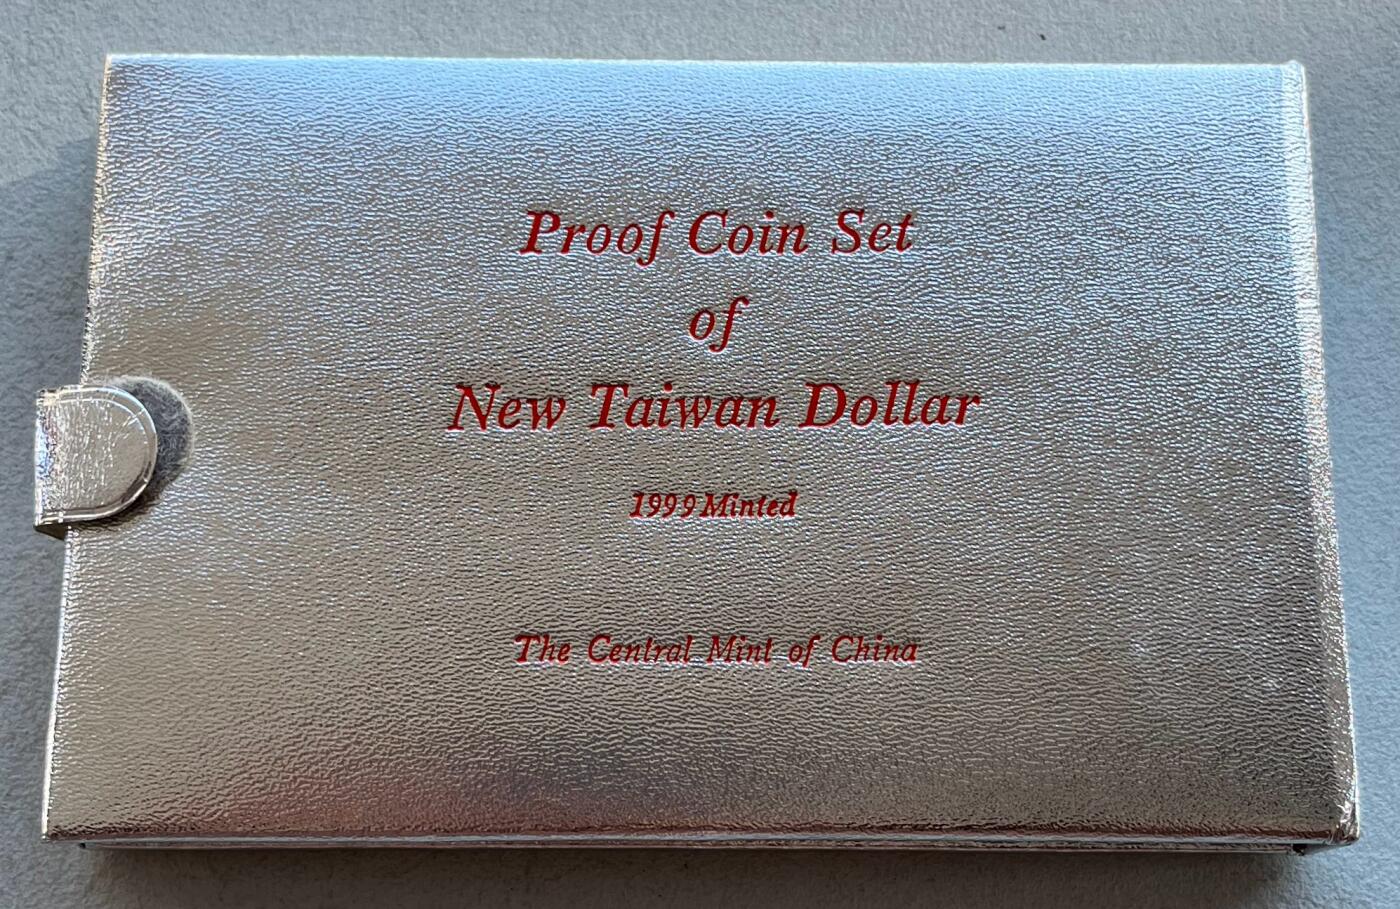 Proof Coin Set
of
New Taiwan Dollar
1999 Minted
The Central Mint of China